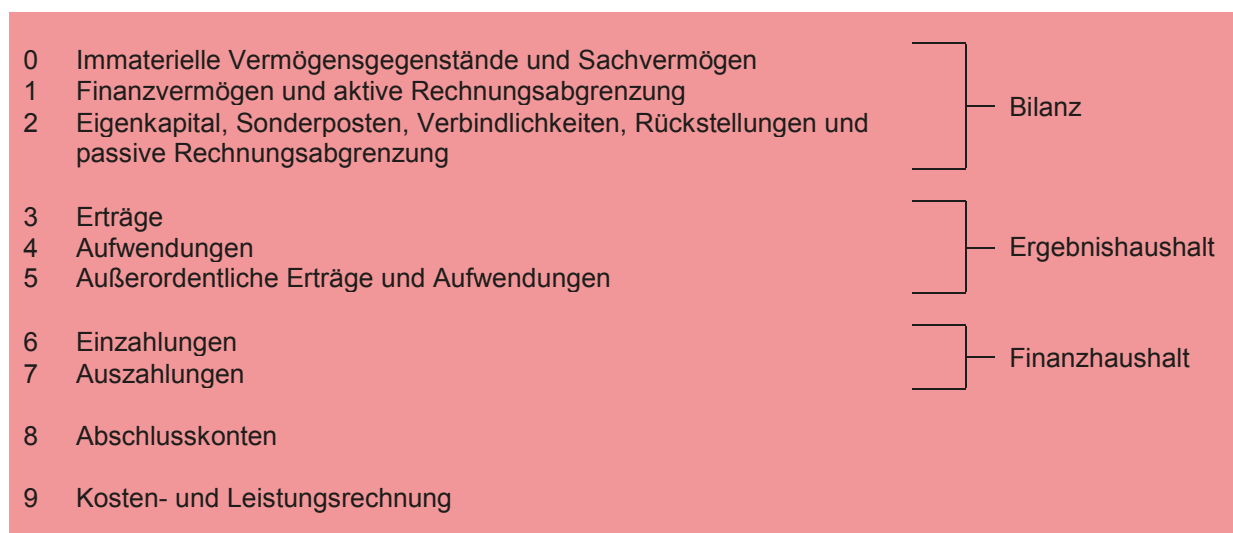 0 Immaterielle Vermögensgegenstände und Sachvermögen
1 Finanzvermögen und aktive Rechnungsabgrenzung
2 Eigenkapital, Sonderposten, Verbindlichkeiten, Rückstellungen und
passive Rechnungsabgrenzung
Bilanz
3 Erträge
4 Aufwendungen
5 Außerordentliche Erträge und Aufwendungen
Ergebnishaushalt
6 Einzahlungen
7 Auszahlungen
Finanzhaushalt
8 Abschlusskonten
9 Kosten- und Leistungsrechnung